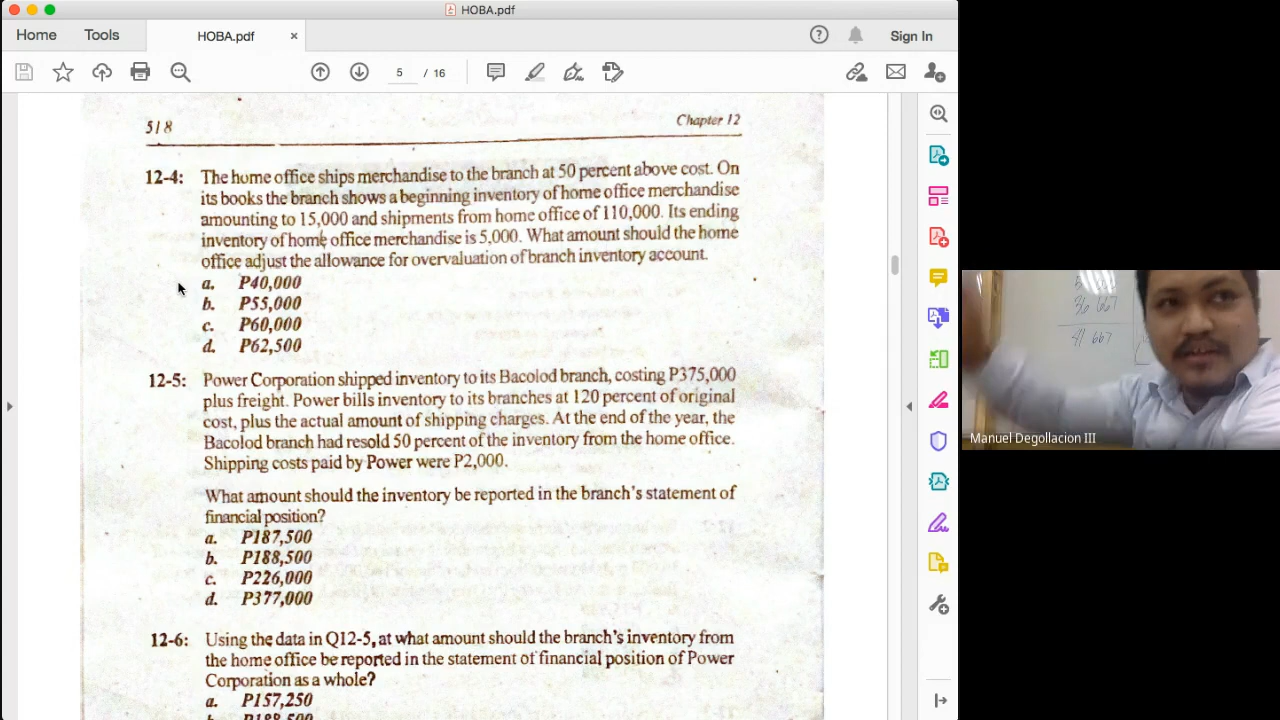 HOBA.pdf
Home
Tools
HOBA.pdf
×
Sign In
5 / 16
518
Chapter 12
12-4: The home office ships merchandise to the branch at 50 percent above cost. On
its books the branch shows a beginning inventory of home office merchandise
amounting to 15,000 and shipments from home office of 110,000. Its ending
inventory of home office merchandise is 5,000. What amount should the home
office adjust the allowance for overvaluation of branch inventory account.
a. P40,000
b. P55,000
c. P60,000
d. P62,500
12-5: Power Corporation shipped inventory to its Bacolod branch, costing P375,000
plus freight. Power bills inventory to its branches at 120 percent of original
cost, plus the actual amount of shipping charges. At the end of the year, the
Bacolod branch had resold 50 percent of the inventory from the home office.
Shipping costs paid by Power were P2,000.
What amount should the inventory be reported in the branch's statement of
financial position?
a. P187,500
b. P188,500
c. P226,000
d. P377,000
12-6: Using the data in Q12-5, at what amount should the branch's inventory from
the home office be reported in the statement of financial position of Power
Corporation as a whole?
a. P157,250
b. P188,500
36 667
41 667
Manuel Degollacion III